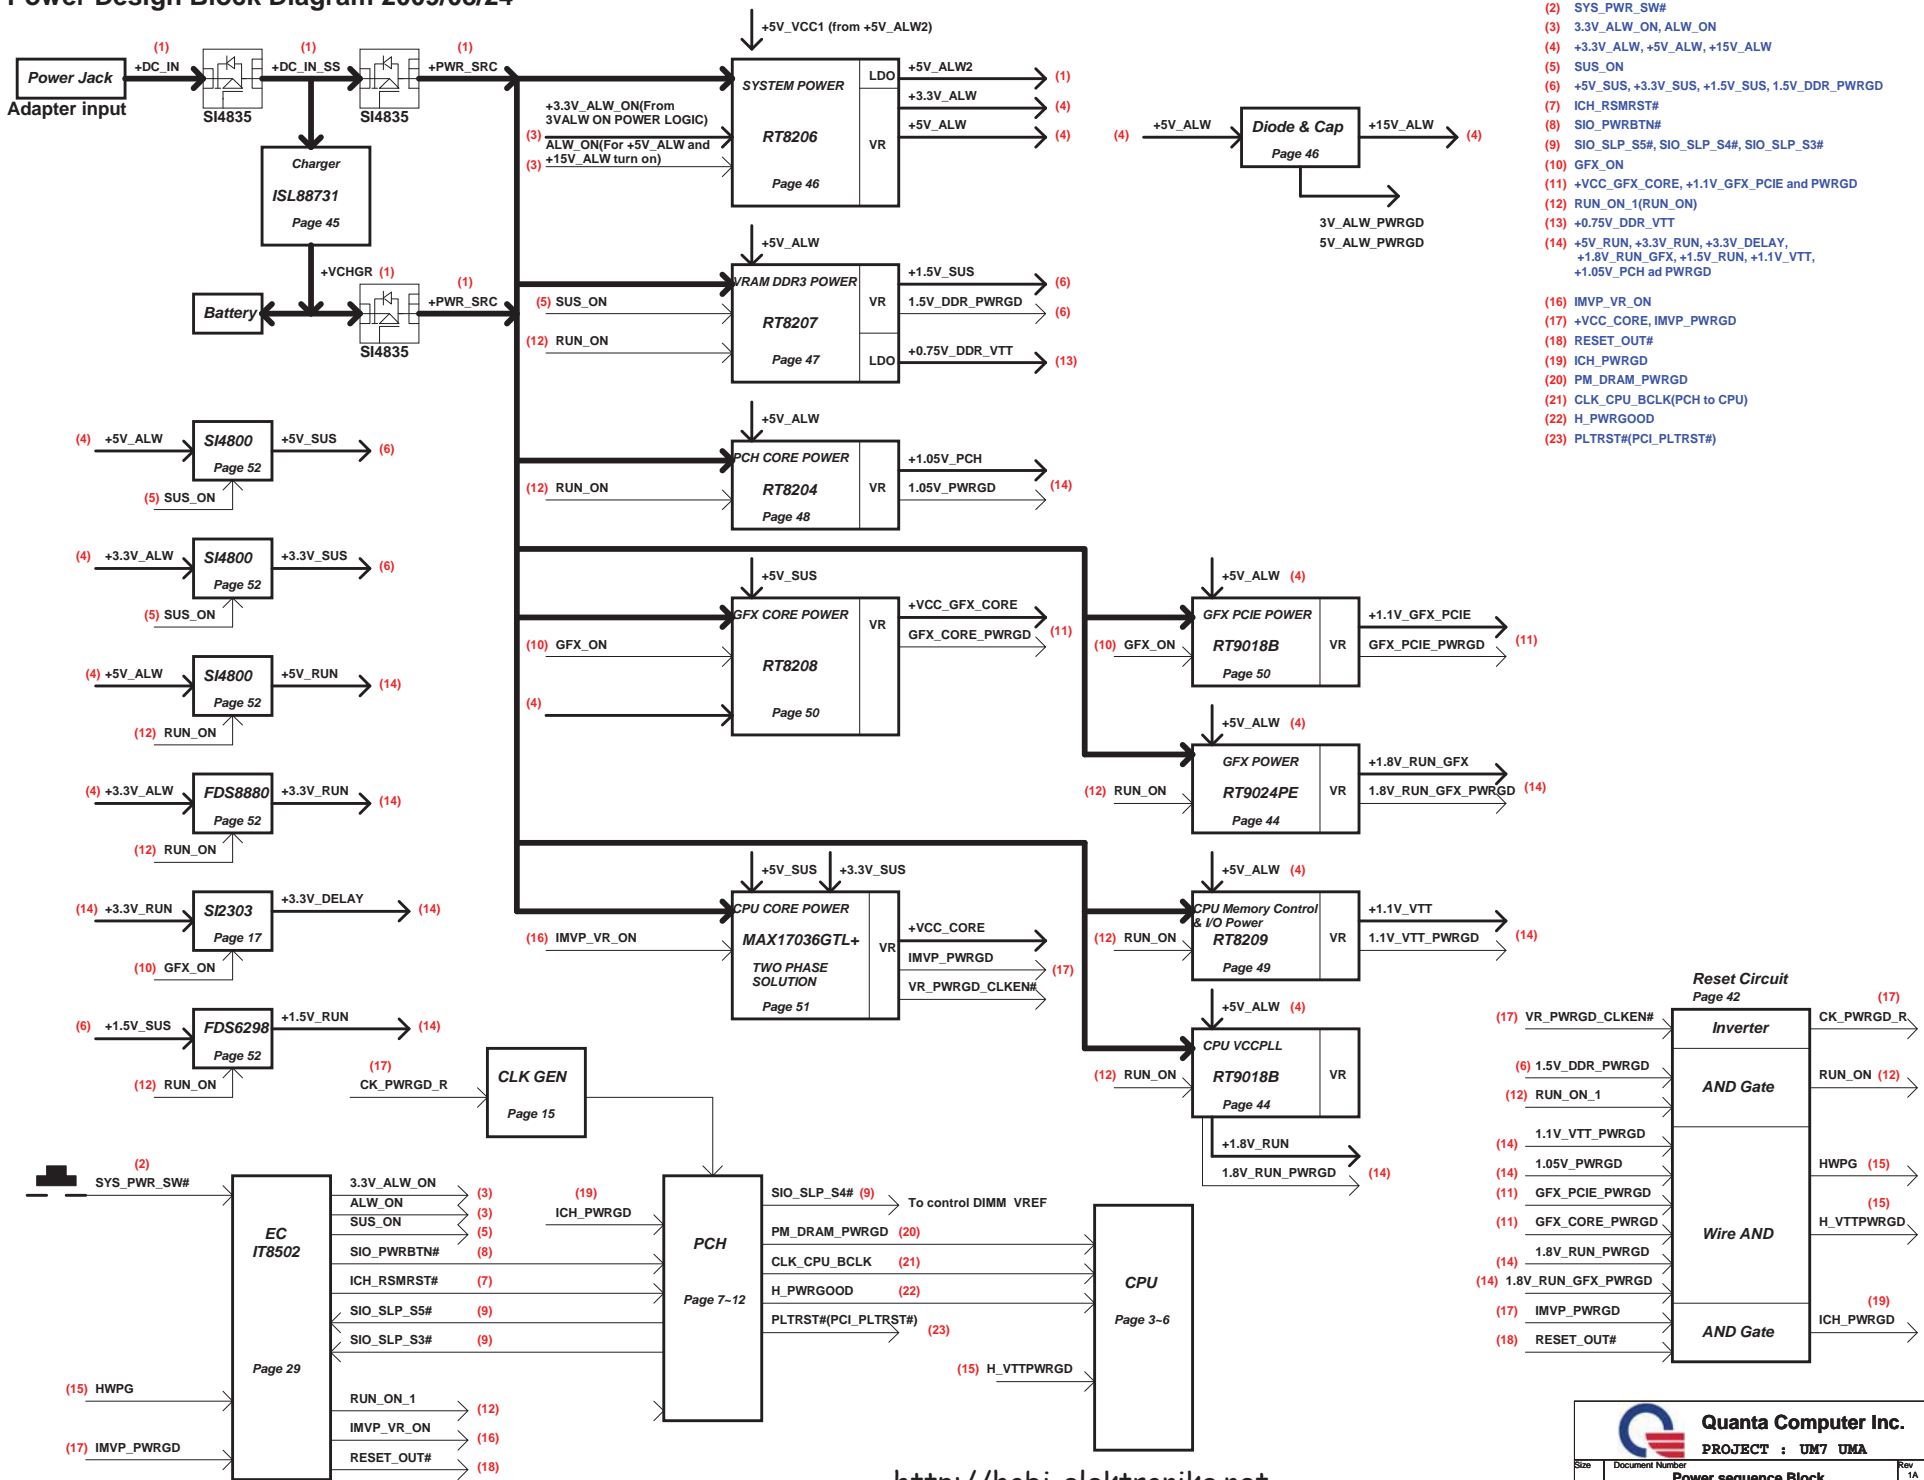 Power Design Block Diagram 2009/08/24
+5V_VCC1 (from +5V_ALW2)
(1)
+DC_IN
(1)
+DC_IN_SS
(1)
+PWR_SRC
Power Jack
Adapter input
SI4835
SI4835
Charger
ISL88731
Page 45
+VCHGR (1)
(1)
+PWR_SRC
Battery
SI4835
SYSTEM POWER
RT8206
Page 46
LDO
VR
+3.3V_ALW_ON(From
3VALW ON POWER LOGIC)
(3)
ALW_ON(For +5V_ALW and
+15V_ALW turn on)
(3)
+5V_ALW2
(1)
+3.3V_ALW
(4)
+5V_ALW
(4)
(4)
+5V_ALW
Diode & Cap
Page 46
+15V_ALW
(4)
3V_ALW_PWRGD
5V_ALW_PWRGD
(2) SYS_PWR_SW#
(3) 3.3V_ALW_ON, ALW_ON
(4) +3.3V_ALW, +5V_ALW, +15V_ALW
(5) SUS_ON
(6) +5V_SUS, +3.3V_SUS, +1.5V_SUS, 1.5V_DDR_PWRGD
(7) ICH_RSMRST#
(8) SIO_PWRBTN#
(9) SIO_SLP_S5#, SIO_SLP_S4#, SIO_SLP_S3#
(10) GFX_ON
(11) +VCC_GFX_CORE, +1.1V_GFX_PCIE and PWRGD
(12) RUN_ON_1(RUN_ON)
(13) +0.75V_DDR_VTT
(14) +5V_RUN, +3.3V_RUN, +3.3V_DELAY,
+1.8V_RUN_GFX, +1.5V_RUN, +1.1V_VTT,
+1.05V_PCH ad PWRGD
(16) IMVP_VR_ON
(17) +VCC_CORE, IMVP_PWRGD
(18) RESET_OUT#
(19) ICH_PWRGD
(20) PM_DRAM_PWRGD
(21) CLK_CPU_BCLK(PCH to CPU)
(22) H_PWRGOOD
(23) PLTRST#(PCI_PLTRST#)
+5V_ALW
VRAM DDR3 POWER
RT8207
Page 47
VR
LDO
(5) SUS_ON
(12) RUN_ON
+1.5V_SUS
(6)
1.5V_DDR_PWRGD
(6)
+0.75V_DDR_VTT
(13)
+5V_ALW
PCH CORE POWER
RT8204
Page 48
VR
(12) RUN_ON
+1.05V_PCH
1.05V_PWRGD
(14)
(4) +5V_ALW
SI4800
Page 52
+5V_SUS
(6)
(5) SUS_ON
(4) +3.3V_ALW
SI4800
Page 52
+3.3V_SUS
(6)
(5) SUS_ON
(4) +5V_ALW
SI4800
Page 52
+5V_RUN
(14)
(12) RUN_ON
(4) +3.3V_ALW
FDS8880
Page 52
+3.3V_RUN
(14)
(12) RUN_ON
(14) +3.3V_RUN
SI2303
Page 17
+3.3V_DELAY
(14)
(10) GFX_ON
(6) +1.5V_SUS
FDS6298
Page 52
+1.5V_RUN
(14)
(12) RUN_ON
+5V_SUS
GFX CORE POWER
RT8208
Page 50
VR
(10) GFX_ON
(4)
+VCC_GFX_CORE
GFX_CORE_PWRGD
(11)
+5V_ALW (4)
GFX PCIE POWER
RT9018B
Page 50
VR
(10) GFX_ON
+1.1V_GFX_PCIE
GFX_PCIE_PWRGD
(11)
+5V_ALW (4)
GFX POWER
RT9024PE
Page 44
VR
(12) RUN_ON
+1.8V_RUN_GFX
1.8V_RUN_GFX_PWRGD
(14)
+5V_SUS
+3.3V_SUS
CPU CORE POWER
MAX17036GTL+
TWO PHASE
SOLUTION
Page 51
VR
(16) IMVP_VR_ON
+VCC_CORE
IMVP_PWRGD
(17)
VR_PWRGD_CLKEN#
+5V_ALW (4)
CPU Memory Control
& I/O Power
RT8209
Page 49
VR
(12) RUN_ON
+1.1V_VTT
1.1V_VTT_PWRGD
(14)
+5V_ALW (4)
CPU VCCPLL
RT9018B
Page 44
VR
(12) RUN_ON
+1.8V_RUN
1.8V_RUN_PWRGD
(14)
(17)
CK_PWRGD_R
CLK GEN
Page 15
(2)
SYS_PWR_SW#
EC
IT8502
Page 29
3.3V_ALW_ON
(3)
ALW_ON
(3)
SUS_ON
(5)
SIO_PWRBTN# (8)
ICH_RSMRST# (7)
SIO_SLP_S5# (9)
SIO_SLP_S3# (9)
(15) HWPG
(17) IMVP_PWRGD
RUN_ON_1
(12)
IMVP_VR_ON
(16)
RESET_OUT#
(18)
(19)
ICH_PWRGD
PCH
Page 7~12
SIO_SLP_S4# (9)
To control DIMM VREF
PM_DRAM_PWRGD (20)
CLK_CPU_BCLK (21)
H_PWRGOOD (22)
PLTRST#(PCI_PLTRST#)
(23)
CPU
Page 3~6
(15) H_VTTPWRGD
Reset Circuit
Page 42
(17) VR_PWRGD_CLKEN#
Inverter
(17)
CK_PWRGD_R
(6) 1.5V_DDR_PWRGD
(12) RUN_ON_1
AND Gate
RUN_ON (12)
(14) 1.1V_VTT_PWRGD
(14) 1.05V_PWRGD
(11) GFX_PCIE_PWRGD
(11) GFX_CORE_PWRGD
(14) 1.8V_RUN_PWRGD
(14) 1.8V_RUN_GFX_PWRGD
Wire AND
HWPG (15)
(15)
H_VTTPWRGD
(17) IMVP_PWRGD
(18) RESET_OUT#
AND Gate
(19)
ICH_PWRGD
Quanta Computer Inc.
PROJECT : UM7 UMA
Size
Document Number
Rev
Power sequence Block
1A